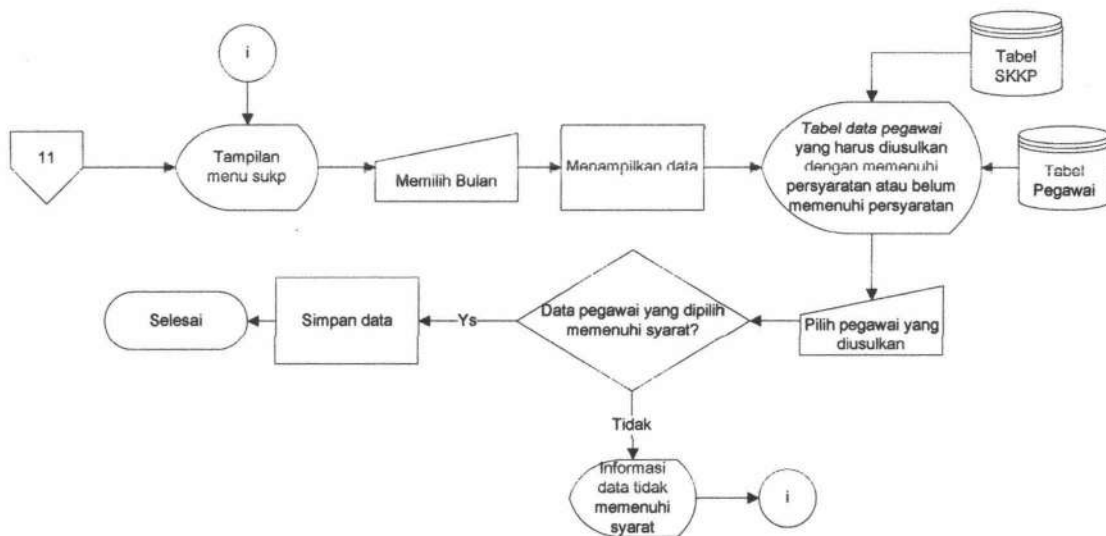 i
Tabel
SKKP
11
Tampilan
menu sukp
Memilih Bulan
Menampilkan data
Tabel data pegawai
yang harus diusulkan
dengan memenuhi
persyaratan atau belum
memenuhi persyaratan
Tabel
Pegawai
Selesai
Simpan data
Ys
Data pegawai yang dipilih
memenuhi syarat?
Pilih pegawai yang
diusulkan
Tidak
Informasi
data tidak
memenuhi
syarat
i